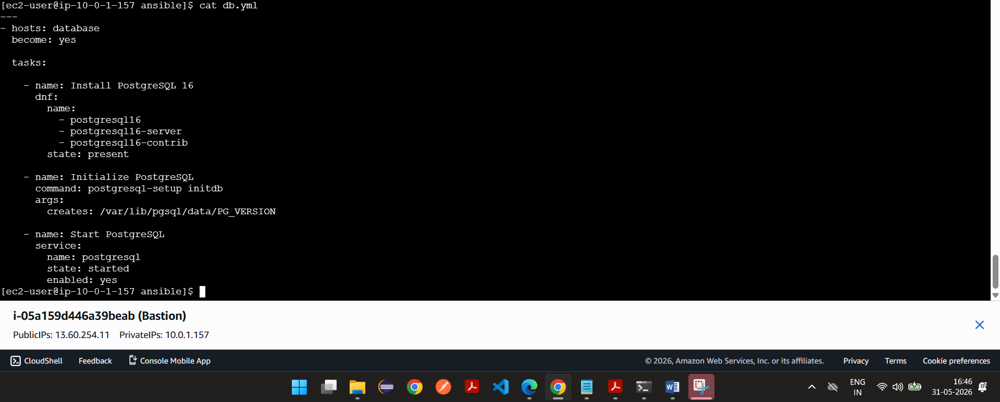 [ec2-user@ip-10-0-1-157 ansible]$ cat db.yml
---
- hosts: database
  become: yes

  tasks:

    - name: Install PostgreSQL 16
      dnf:
        name:
          - postgresql16
          - postgresql16-server
          - postgresql16-contrib
        state: present

    - name: Initialize PostgreSQL
      command: postgresql-setup initdb
      args:
        creates: /var/lib/pgsql/data/PG_VERSION

    - name: Start PostgreSQL
      service:
        name: postgresql
        state: started
        enabled: yes
[ec2-user@ip-10-0-1-157 ansible]$
i-05a159d446a39beab (Bastion)
PublicIPs: 13.60.254.11    PrivateIPs: 10.0.1.157
CloudShell    Feedback    Console Mobile App    © 2026, Amazon Web Services, Inc. or its affiliates.    Privacy    Terms    Cookie preferences
ENG
IN
16:46
31-05-2026